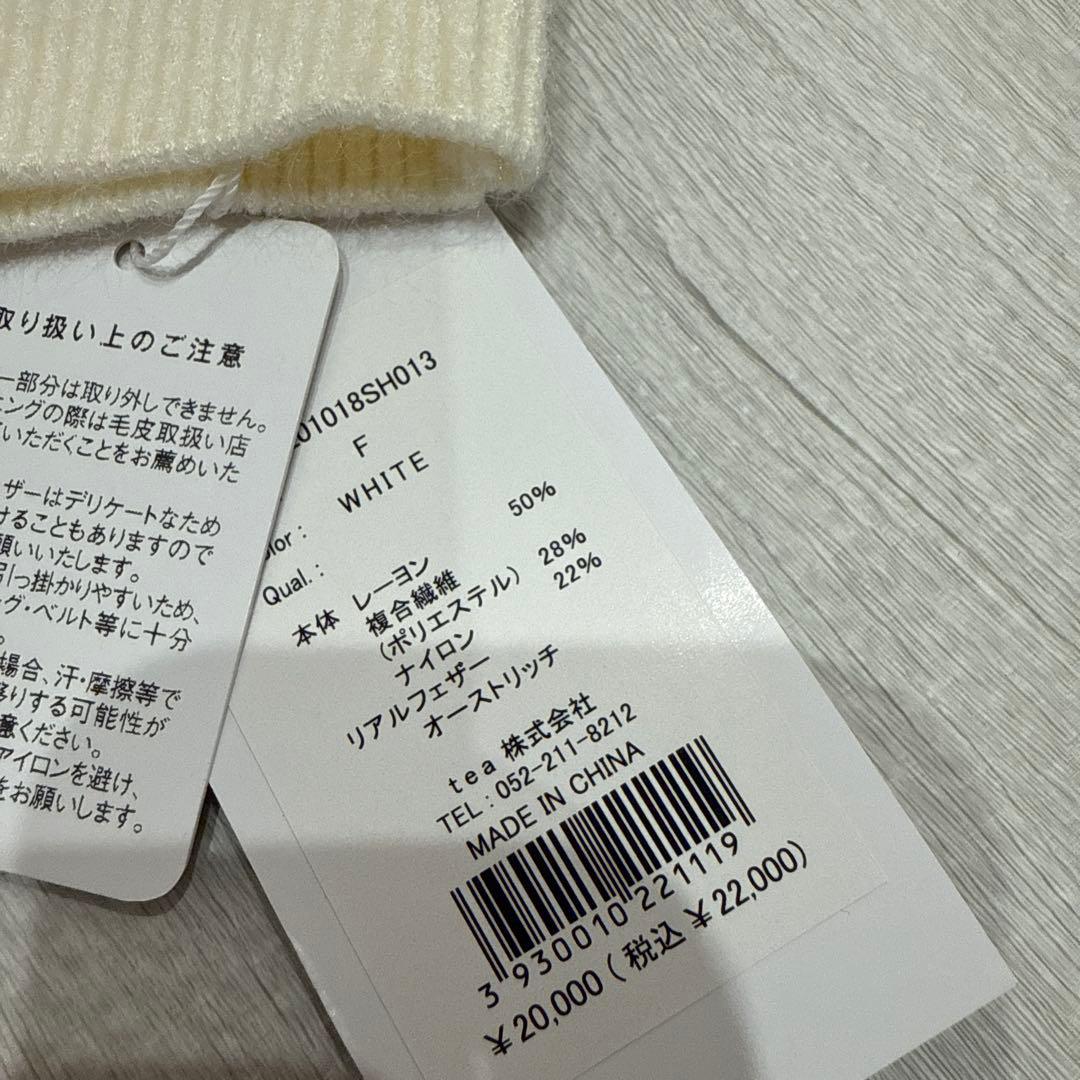 取り扱い上のご注意
ー部分は取り外しできません。
ニングの際は毛皮取扱い店
ていただくことをお薦めいた
ザーはデリケートなため
けることもありますので
願いいたします。
引っ掛かりやすいため、
グ・ベルト等に十分
場合、汗・摩擦等で
移りする可能性が
意ください。
アイロンを避け、
をお願いします。
201018SH013
F
WHITE
lor :
Qual. :
本体 レーヨン 50%
複合繊維
(ポリエステル) 28%
ナイロン 22%
リアルフェザー
オーストリッチ
tea 株式会社
TEL : 052-211-8212
MADE IN CHINA
3 930010 221119
¥20,000 ( 税込 ¥22,000)